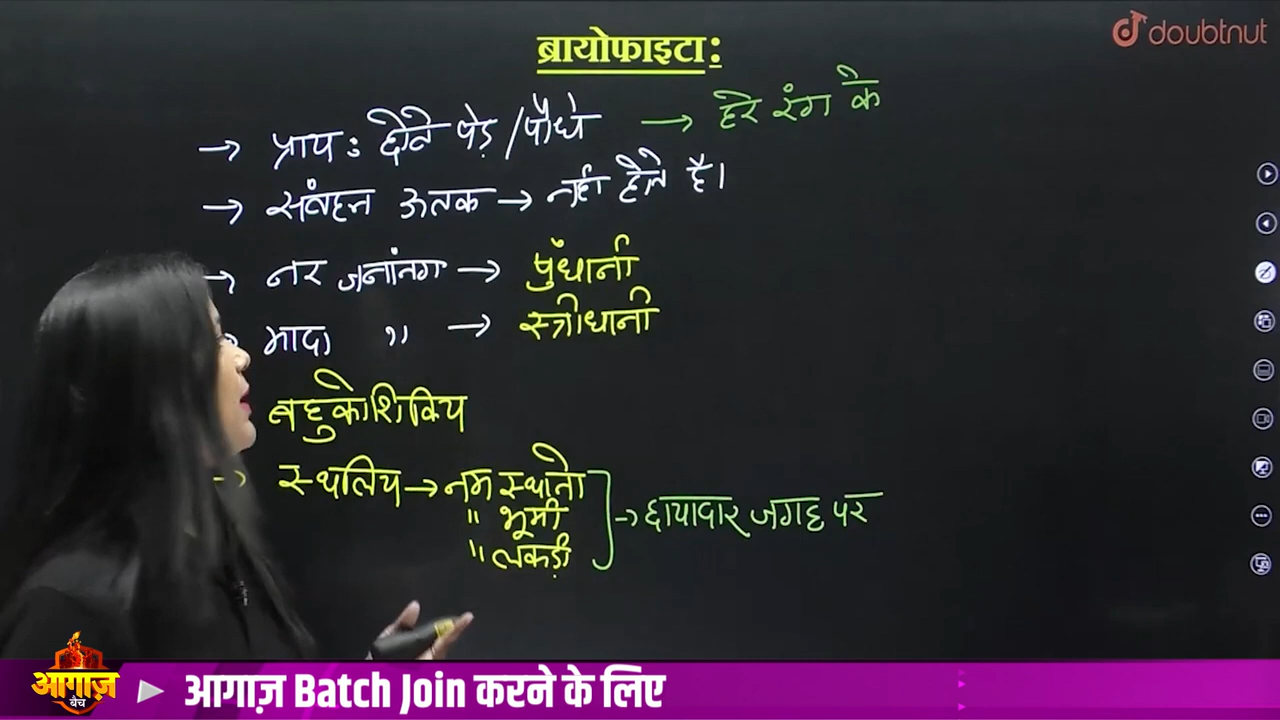 doubtnut
ब्रायोफाइटा:
→ प्राय: छोटे पेड़/पौधे → हरे रंग के
→ संवहन ऊतक → नही होते है।
→ नर जनांनग → पुंधानी
→ मादा " → स्त्रीधानी
बहुकोशिकिय
→ स्थलिय → नम स्थानो
" भूमी
" लकड़ी
→ छायादार जगह पर
आगाज़
बैच
आगाज़ Batch Join करने के लिए